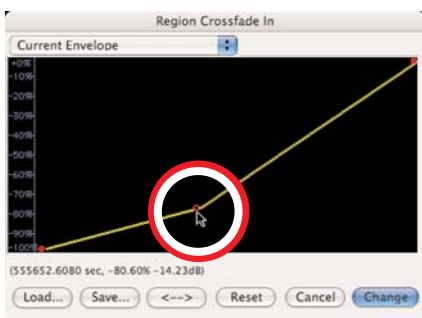 Region Crossfade In
Current Envelope
+0%
-10%
-20%
-30%
-40%
-50%
-60%
-70%
-80%
-90%
-100%
(555652.6080 sec, -80.60% -14.23dB)
Load... Save... <--> Reset Cancel Change